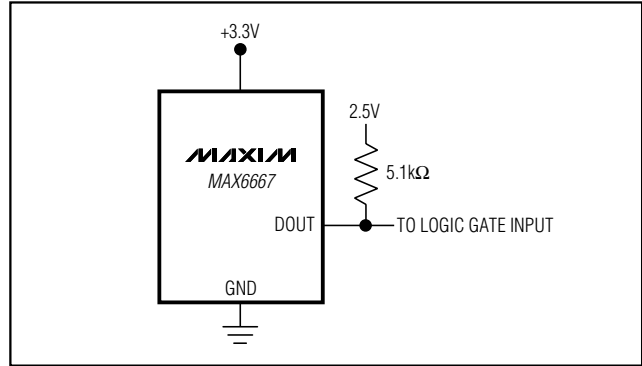 +3.3V
2.5V
MAXIM
MAX6667
5.1kΩ
DOUT
TO LOGIC GATE INPUT
GND